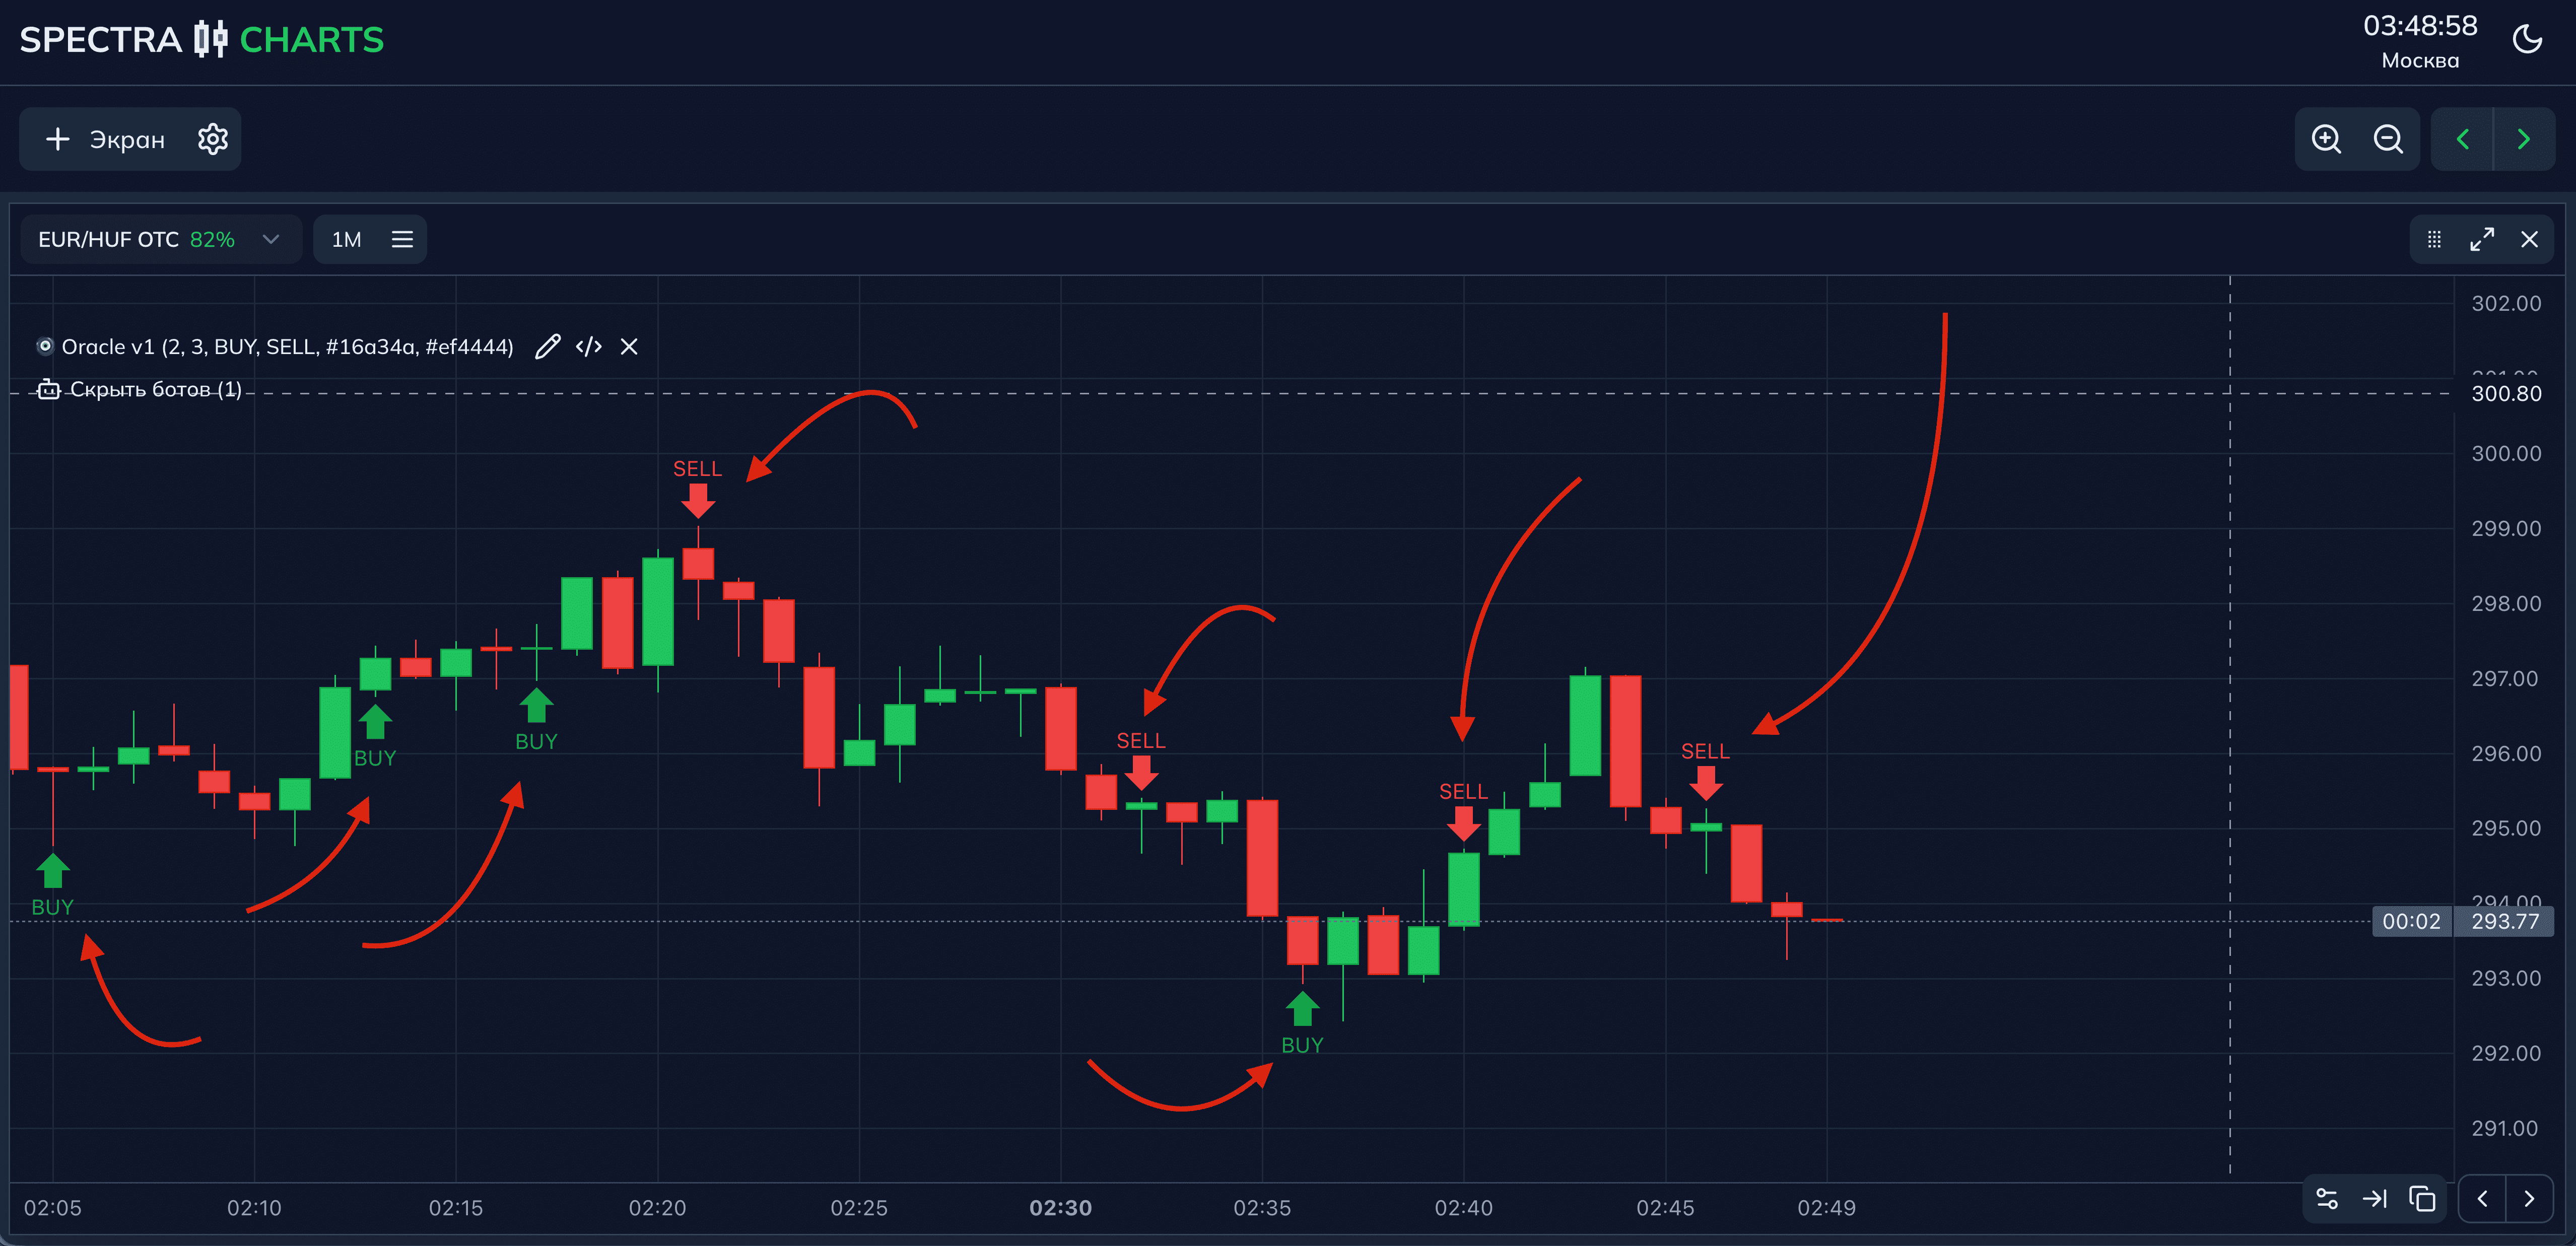 SPECTRA CHARTS
03:48:58
Москва
Экран
EUR/HUF OTC 82%
1M
Oracle v1 (2, 3, BUY, SELL, #16a34a, #ef4444)
Скрыть ботов (1)
302.00
301.00
300.80
300.00
299.00
298.00
297.00
296.00
295.00
294.00
00:02 293.77
293.00
292.00
291.00
SELL
BUY
BUY
SELL
SELL
SELL
BUY
BUY
02:05 02:10 02:15 02:20 02:25 02:30 02:35 02:40 02:45 02:49